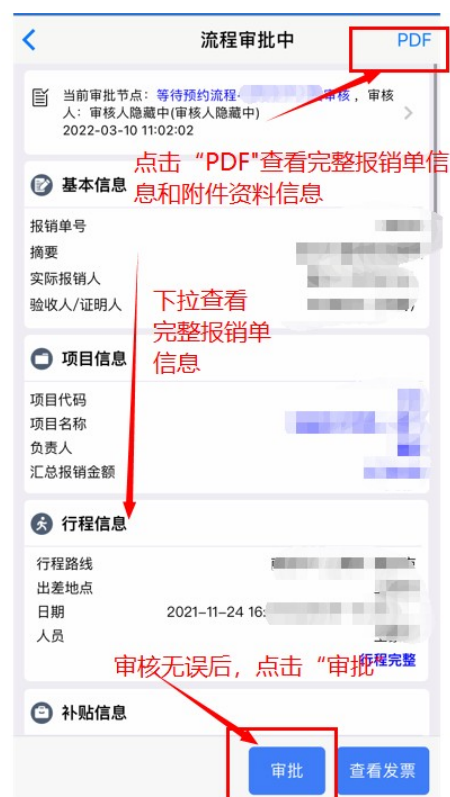 流程审批中
PDF
当前审批节点：等待预约流程-审核，审核
人：审核人隐藏中(审核人隐藏中)
2022-03-10 11:02:02
点击“PDF"查看完整报销单信
息和附件资料信息
基本信息
报销单号
摘要
实际报销人
验收人/证明人
下拉查看
完整报销单
信息
项目信息
项目代码
项目名称
负责人
汇总报销金额
行程信息
行程路线
出差地点
日期 2021-11-24 16:
人员
行程完整
审核无误后，点击“审批”
补贴信息
审批
查看发票